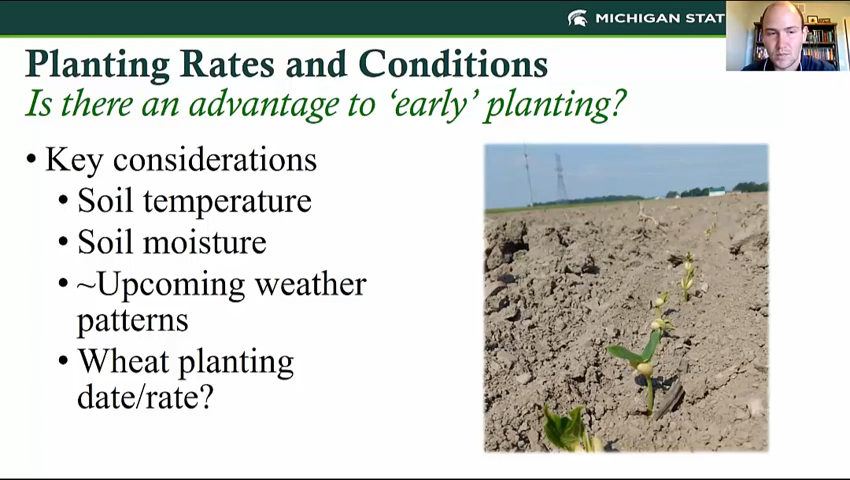 MICHIGAN STAT
Planting Rates and Conditions
Is there an advantage to ‘early’ planting?
• Key considerations
• Soil temperature
• Soil moisture
• ~Upcoming weather
patterns
• Wheat planting
date/rate?